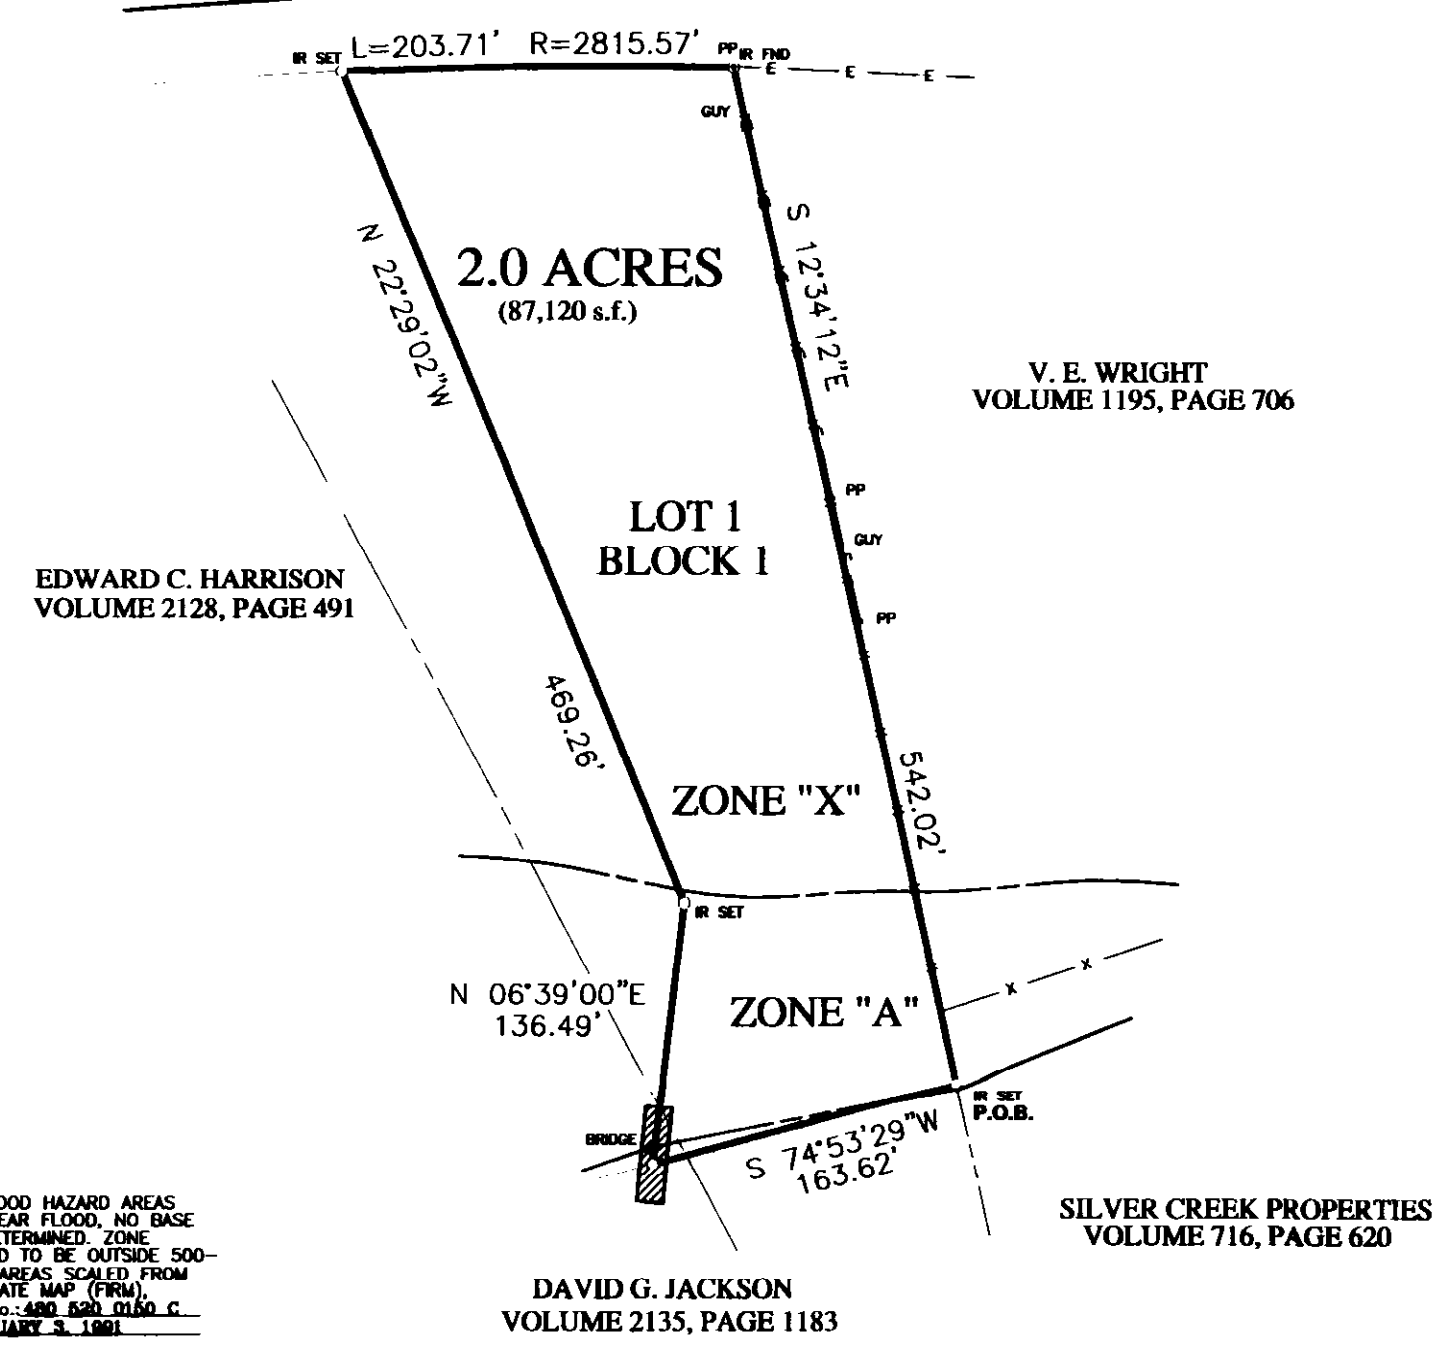 IR SET L=203.71' R=2815.57' PP IR FND
E E E
GUY
N 22°29'02"W
S 12°34'12"E
2.0 ACRES
(87,120 s.f.)
V. E. WRIGHT
VOLUME 1195, PAGE 706
PP
LOT 1
BLOCK 1
GUY
EDWARD C. HARRISON
VOLUME 2128, PAGE 491
PP
469.26'
542.02'
ZONE "X"
IR SET
N 06°39'00"E
136.49'
ZONE "A"
X X
IR SET
P.O.B.
BRIDGE
S 74°53'29"W
163.62'
OOD HAZARD AREAS
EAR FLOOD, NO BASE
TERMINED. ZONE
D TO BE OUTSIDE 500-
AREAS SCALED FROM
ATE MAP (FIRM),
o.: 480 520 0150 C
UARY 3, 1991
SILVER CREEK PROPERTIES
VOLUME 716, PAGE 620
DAVID G. JACKSON
VOLUME 2135, PAGE 1183